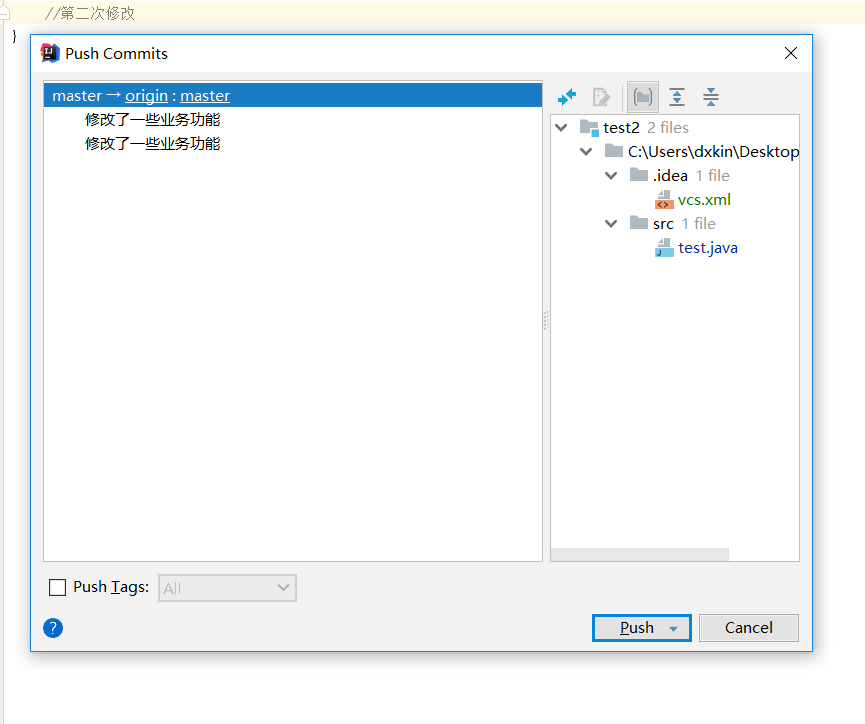 //第二次修改
}
Push Commits
master → origin : master
修改了一些业务功能
修改了一些业务功能
test2 2 files
C:\Users\dxkin\Desktop
.idea 1 file
vcs.xml
src 1 file
test.java
Push Tags: All
? Push Cancel